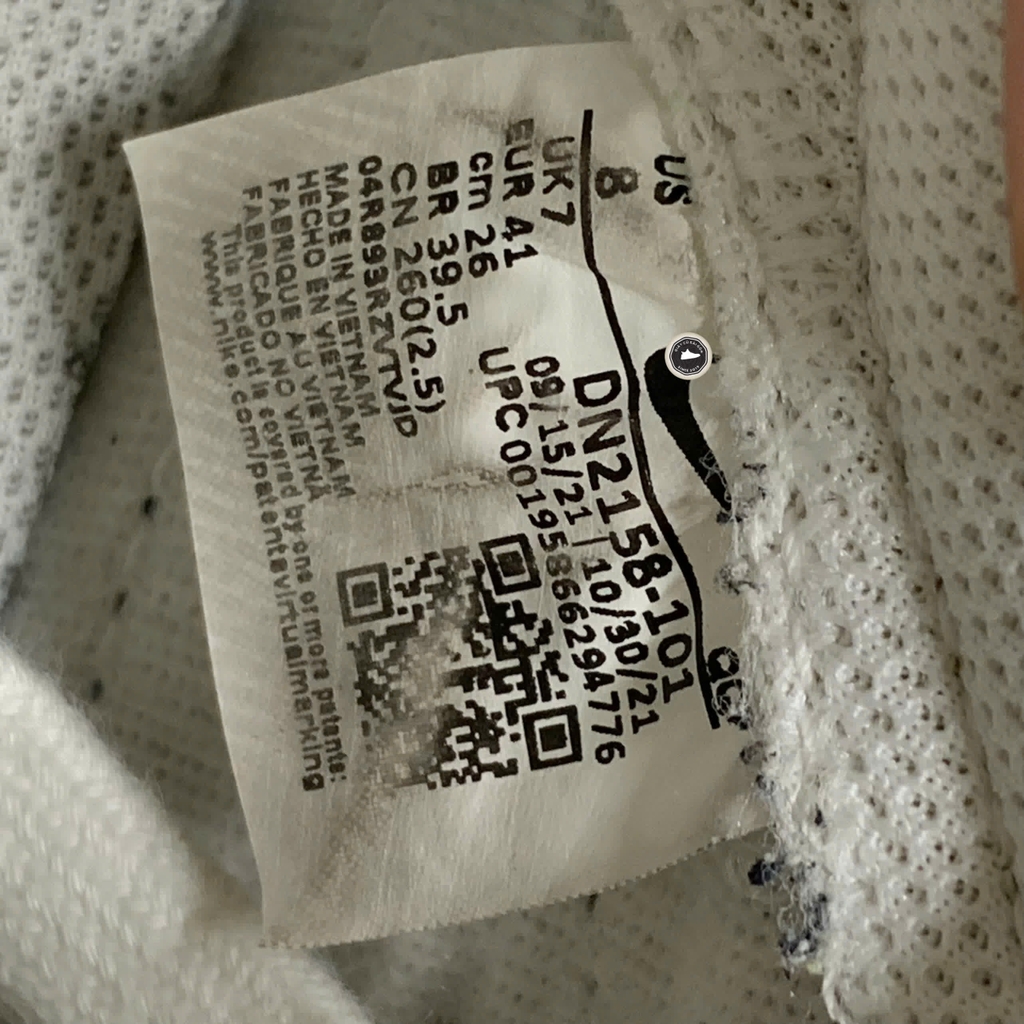 US
8
UK 7
EUR 41
cm 26
BR 39.5
CN 260(2.5)
04R893RZVTVJD
MADE IN VIETNAM
HECHO EN VIETNAM
FABRIQUE AU VIETNAM
FABRICADO NO VIETNÃ
This product is covered by one or more patents:
www.nike.com/patentsvirtualmarking
DN2158-101
09/15/21 | 10/30/21
UPC 00195866294776